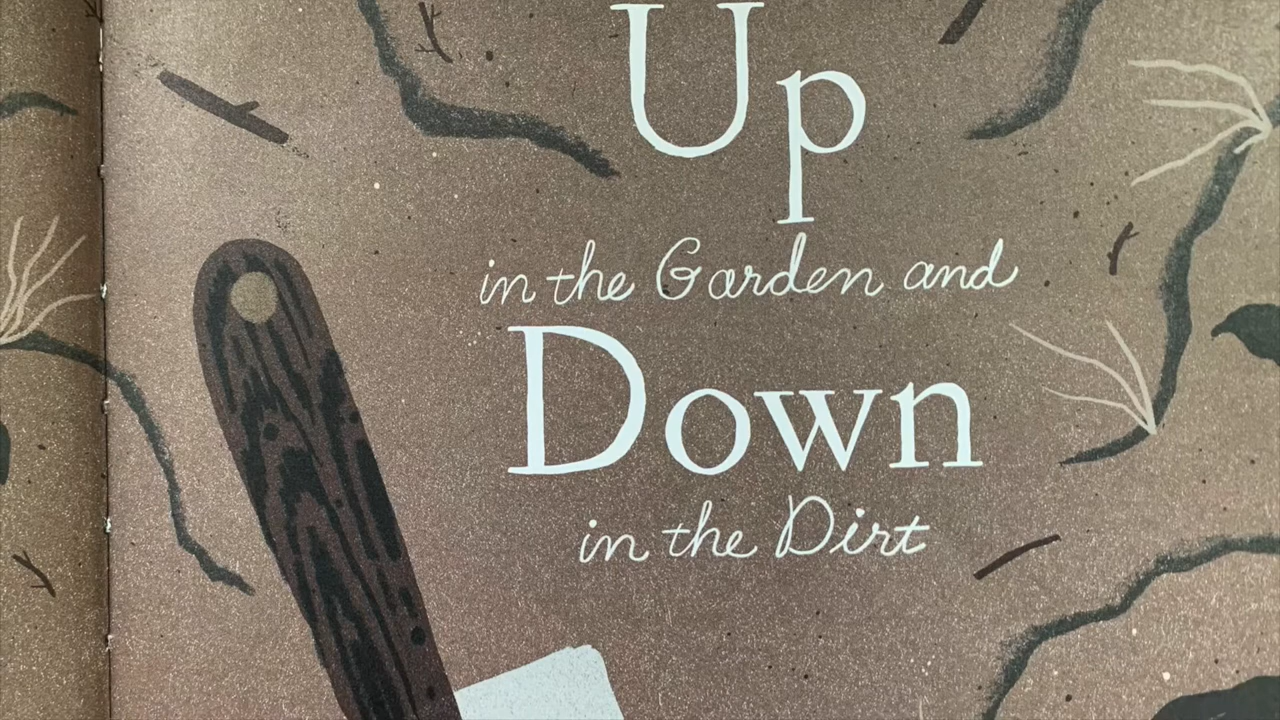 Up
in the Garden and
Down
in the Dirt